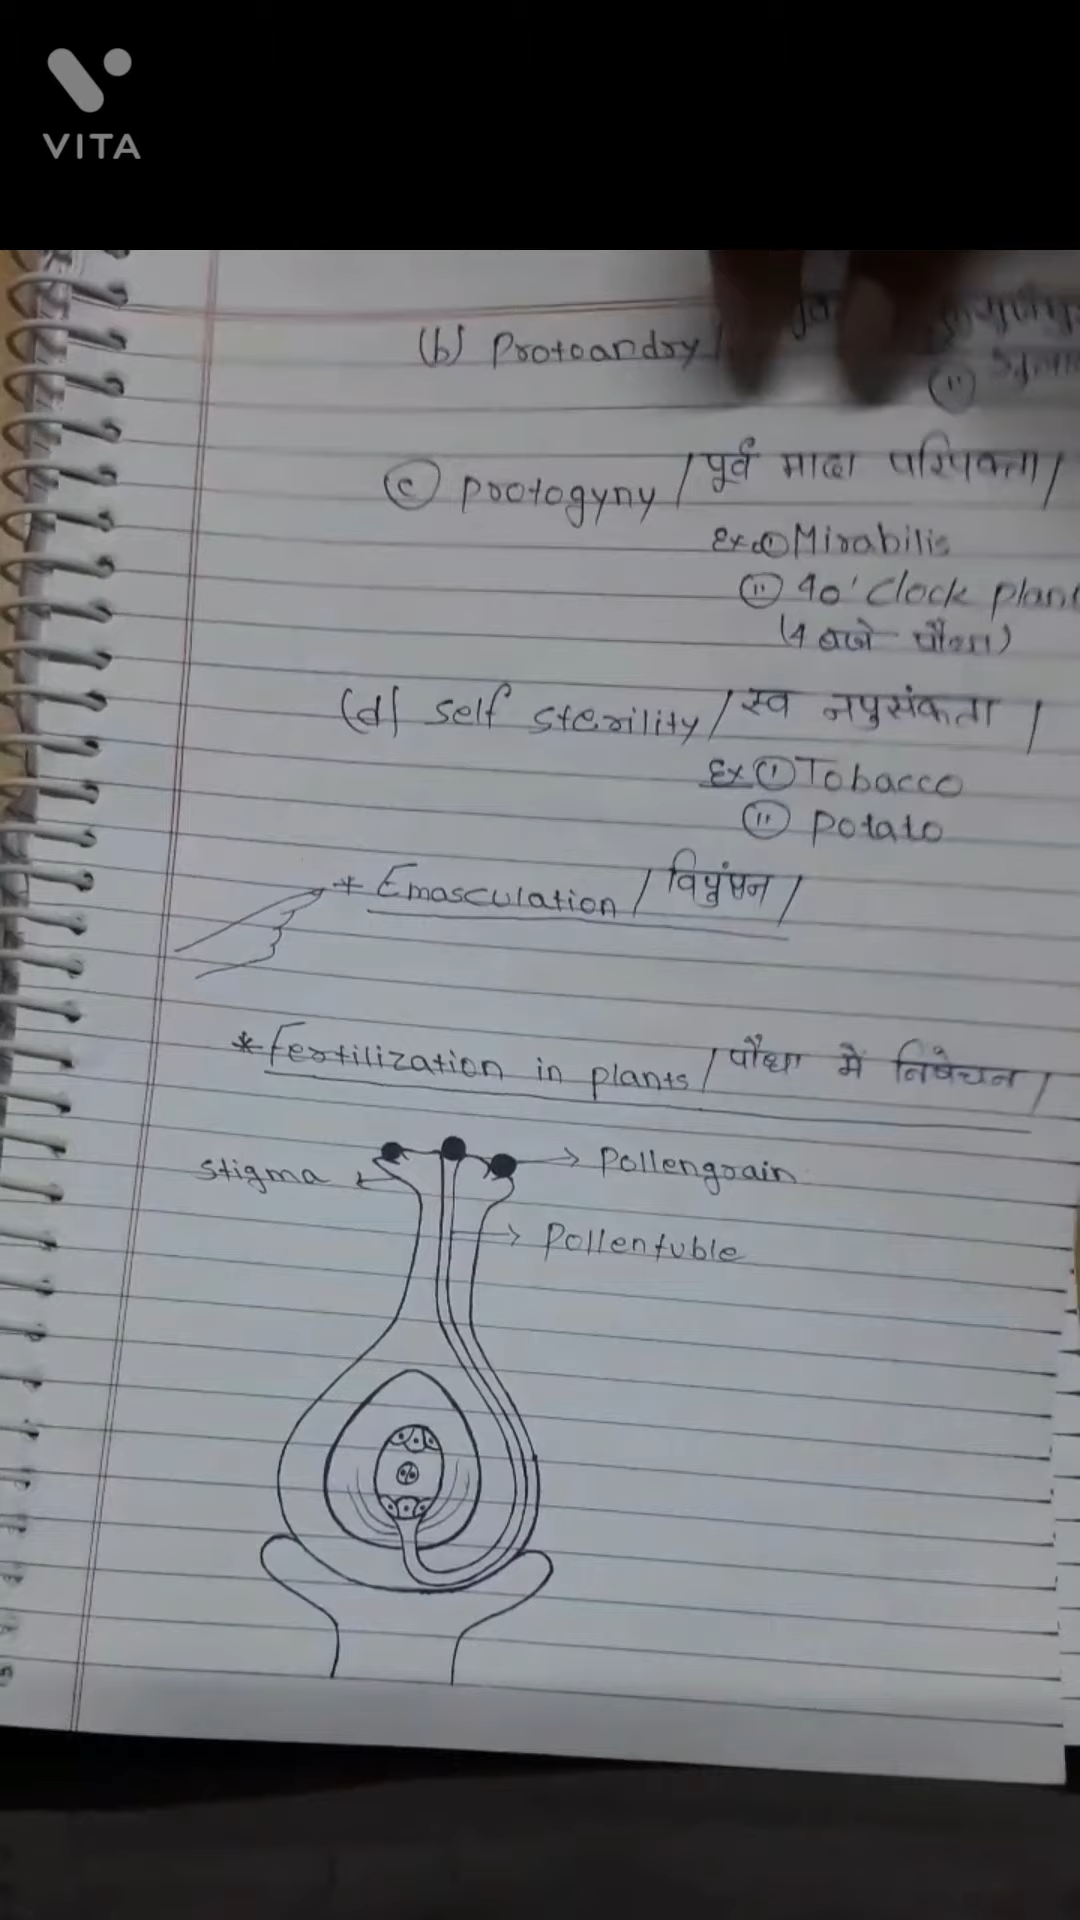 VITA
(b) Protoandry/
(ii)
(c) protogyny / पूर्व मादा परिपक्वता /
Ex (i) Mirabilis
(ii) 40' clock plant
(4 बजे पौधा)
(d) self sterility / स्व नपुसंकता /
Ex (i) Tobacco
(ii) potato
* Emasculation / विपुंसन /
* Fertilization in plants / पौधा में निषेचन /
Stigma
Pollengrain
Pollentuble